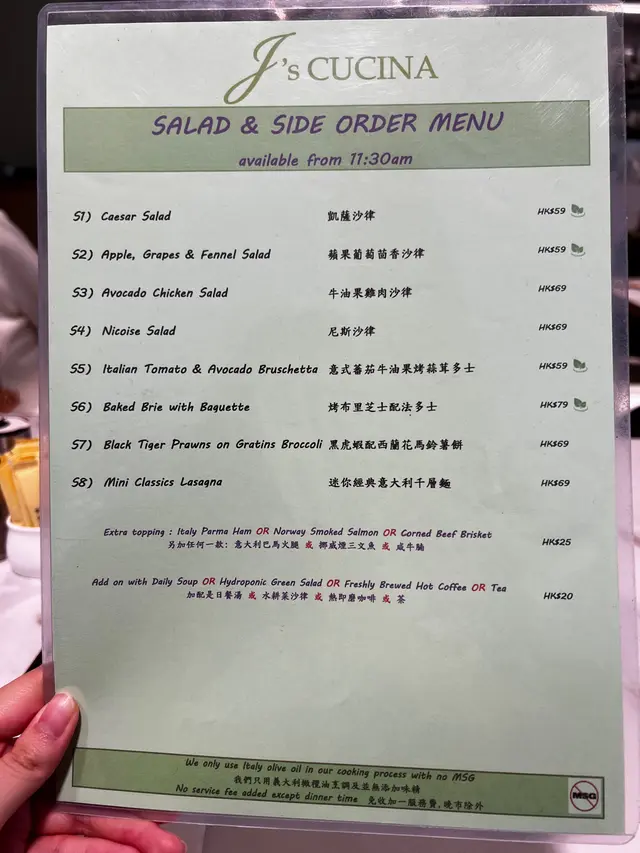 J's CUCINA
SALAD & SIDE ORDER MENU
available from 11:30am
S1) Caesar Salad 凱薩沙律 HK$59
S2) Apple, Grapes & Fennel Salad 蘋果葡萄茴香沙律 HK$59
S3) Avocado Chicken Salad 牛油果雞肉沙律 HK$69
S4) Nicoise Salad 尼斯沙律 HK$69
S5) Italian Tomato & Avocado Bruschetta 意式蕃茄牛油果烤蒜茸多士 HK$59
S6) Baked Brie with Baguette 烤布里芝士配法多士 HK$79
S7) Black Tiger Prawns on Gratins Broccoli 黑虎蝦配西蘭花馬鈴薯餅 HK$69
S8) Mini Classics Lasagna 迷你經典意大利千層麵 HK$69
Extra topping : Italy Parma Ham OR Norway Smoked Salmon OR Corned Beef Brisket HK$25
另加任何一款: 意大利巴馬火腿 或 挪威煙三文魚 或 咸牛腩
Add on with Daily Soup OR Hydroponic Green Salad OR Freshly Brewed Hot Coffee OR Tea HK$20
加配是日餐湯 或 水耕菜沙律 或 熱即磨咖啡 或 茶
We only use Italy olive oil in our cooking process with no MSG
我們只用義大利橄欖油烹調及並無添加味精
No service fee added except dinner time 免收加一服務費,晚市除外
MSG